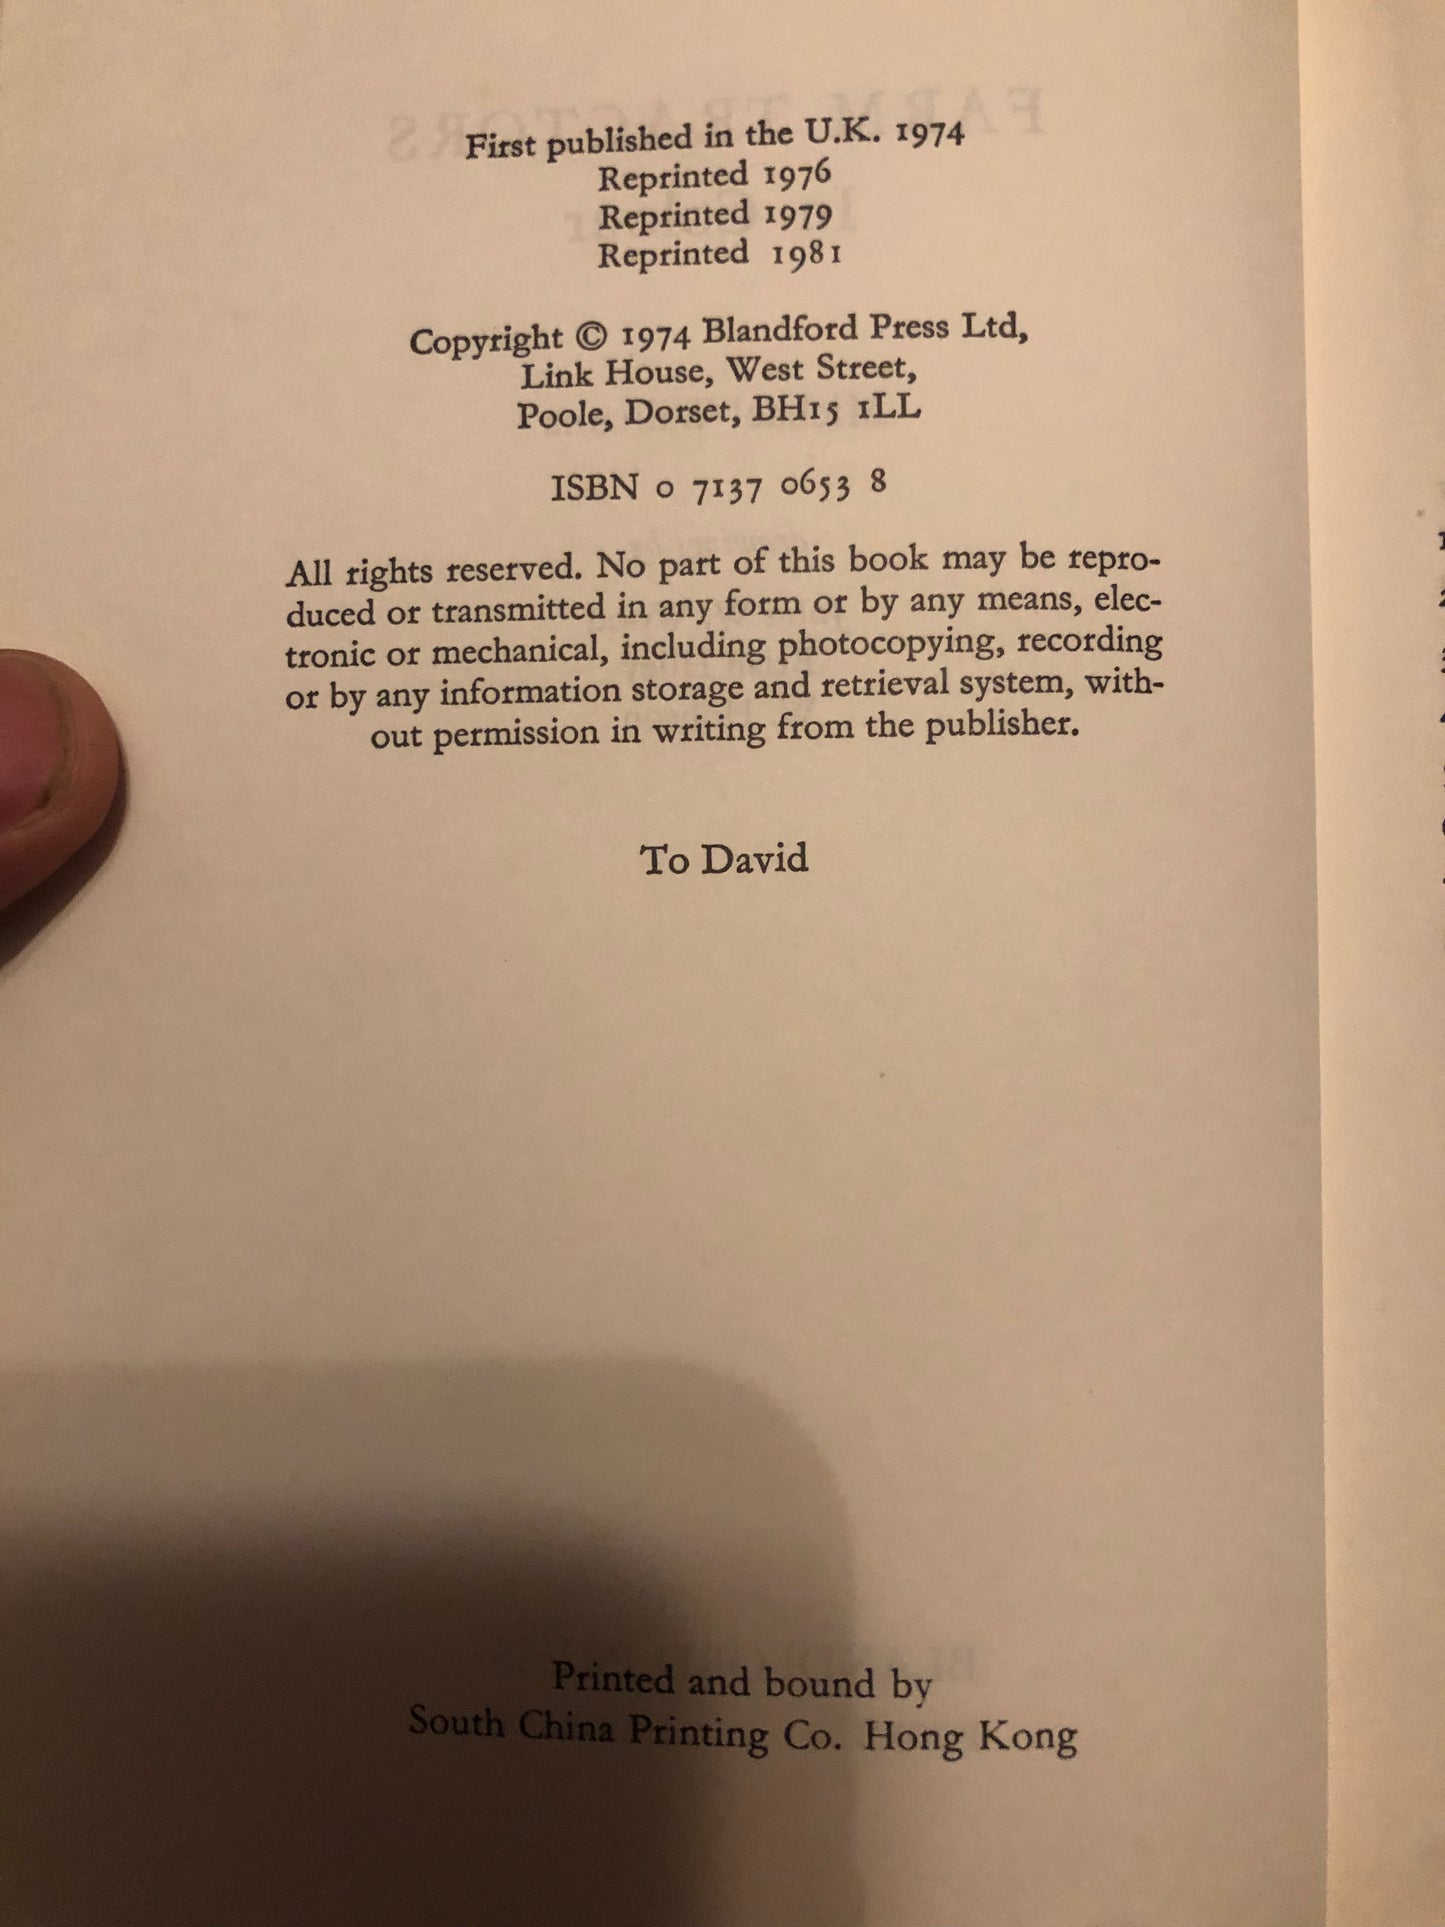 First published in the U.K. 1974
Reprinted 1976
Reprinted 1979
Reprinted 1981
Copyright © 1974 Blandford Press Ltd,
Link House, West Street,
Poole, Dorset, BH15 1LL
ISBN 0 7137 0653 8
All rights reserved. No part of this book may be repro-
duced or transmitted in any form or by any means, elec-
tronic or mechanical, including photocopying, recording
or by any information storage and retrieval system, with-
out permission in writing from the publisher.
To David
Printed and bound by
South China Printing Co. Hong Kong